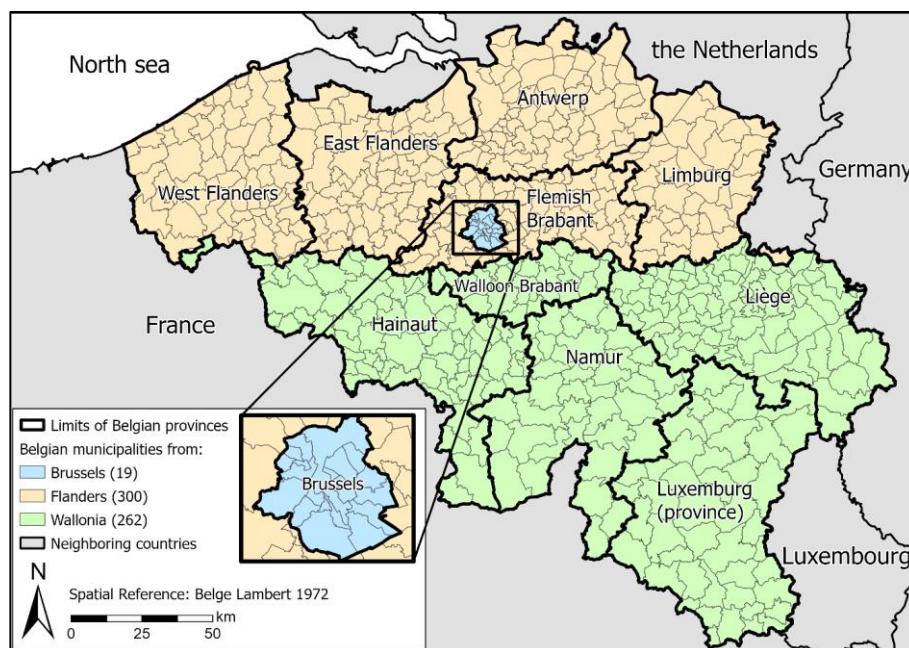 North sea
the Netherlands
Antwerp
East Flanders
West Flanders
Limburg
Germany
Flemish
Brabant
Walloon Brabant
Liège
France
Hainaut
Namur
Luxemburg
(province)
Luxembourg
Brussels
Limits of Belgian provinces
Belgian municipalities from:
Brussels (19)
Flanders (300)
Wallonia (262)
Neighboring countries
N
Spatial Reference: Belge Lambert 1972
km
0 25 50